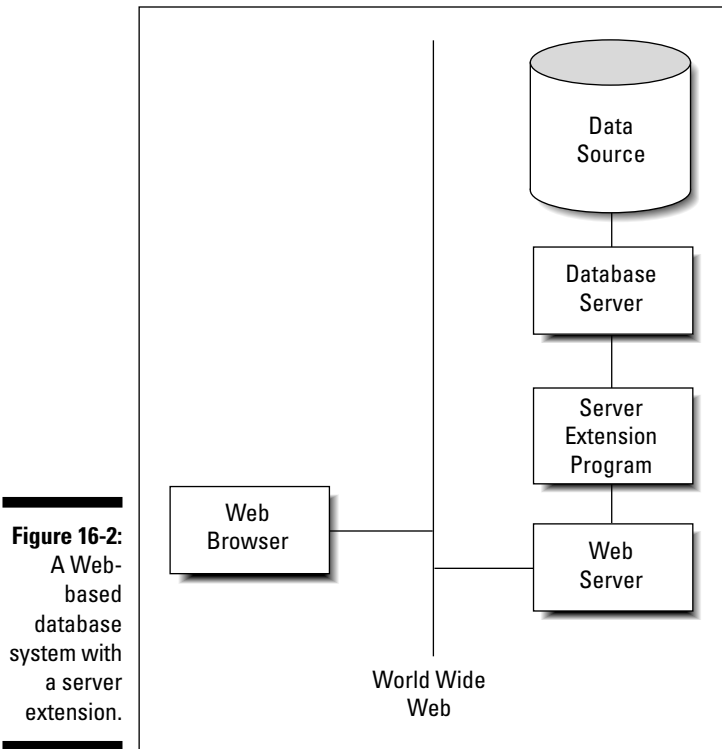 Data
Source
Database
Server
Server
Extension
Program
Web
Browser
Web
Server
World Wide
Web
Figure 16-2:
A Web-
based
database
system with
a server
extension.